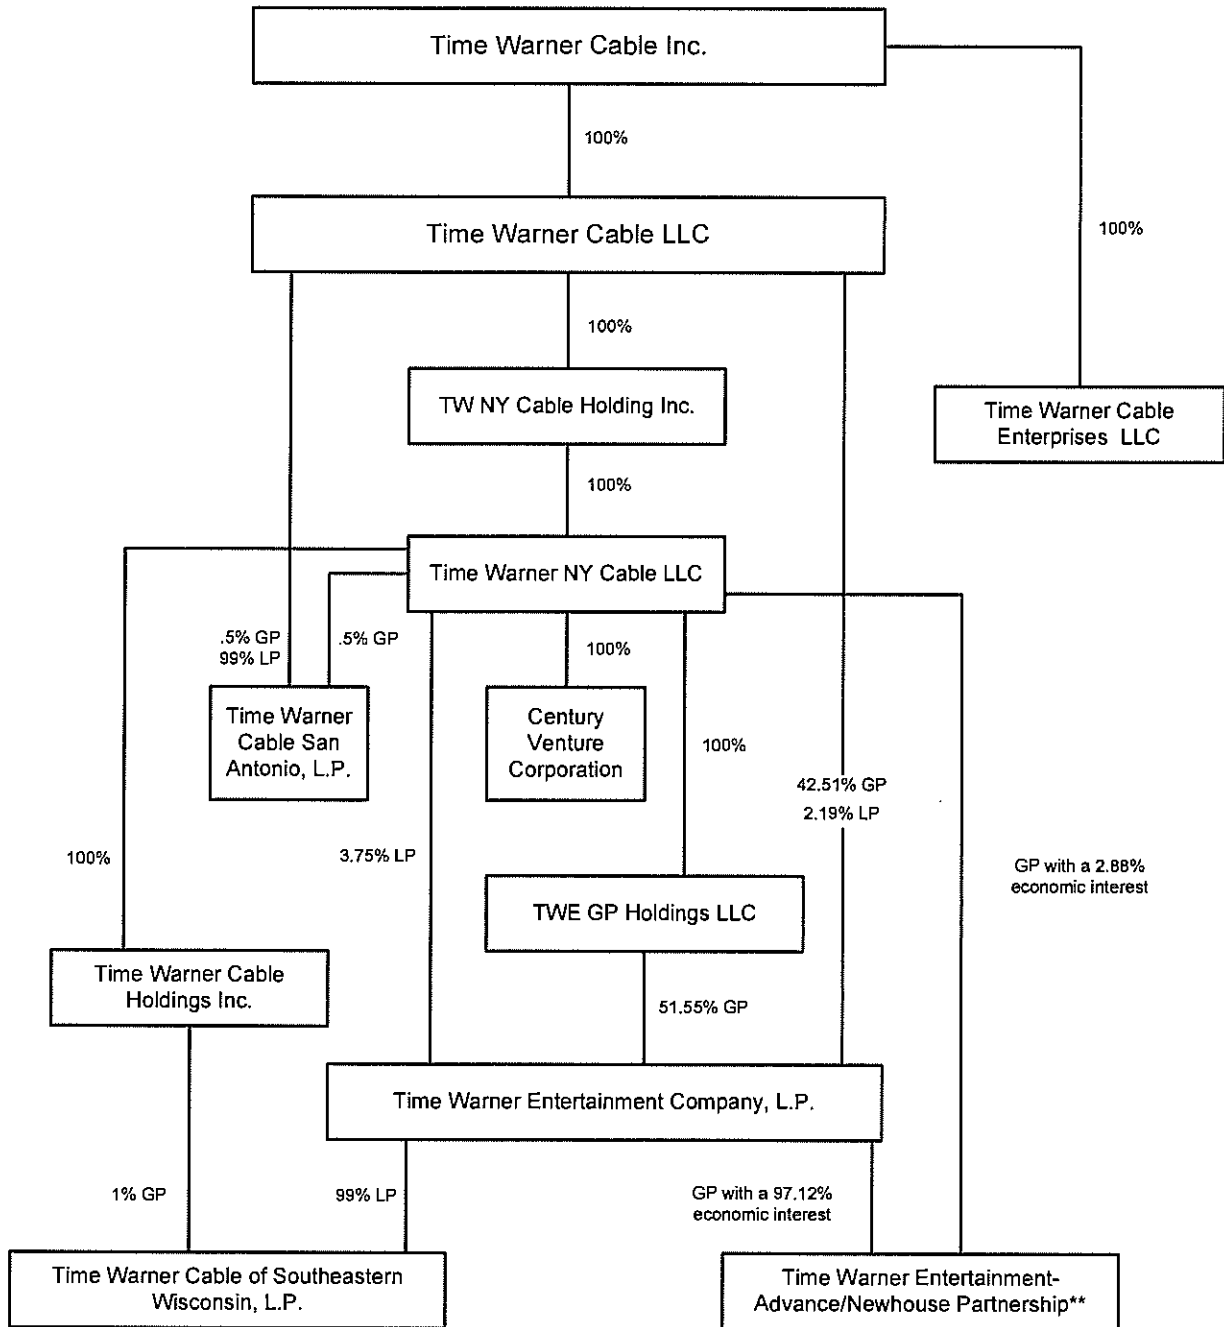 Time Warner Cable Inc.
100%
Time Warner Cable LLC
100%
100%
TW NY Cable Holding Inc.
Time Warner Cable
Enterprises LLC
100%
Time Warner NY Cable LLC
.5% GP
99% LP
.5% GP
100%
Time Warner
Cable San
Antonio, L.P.
Century
Venture
Corporation
100%
42.51% GP
2.19% LP
100%
3.75% LP
GP with a 2.88%
economic interest
TWE GP Holdings LLC
Time Warner Cable
Holdings Inc.
51.55% GP
Time Warner Entertainment Company, L.P.
1% GP
99% LP
GP with a 97.12%
economic interest
Time Warner Cable of Southeastern
Wisconsin, L.P.
Time Warner Entertainment-
Advance/Newhouse Partnership**